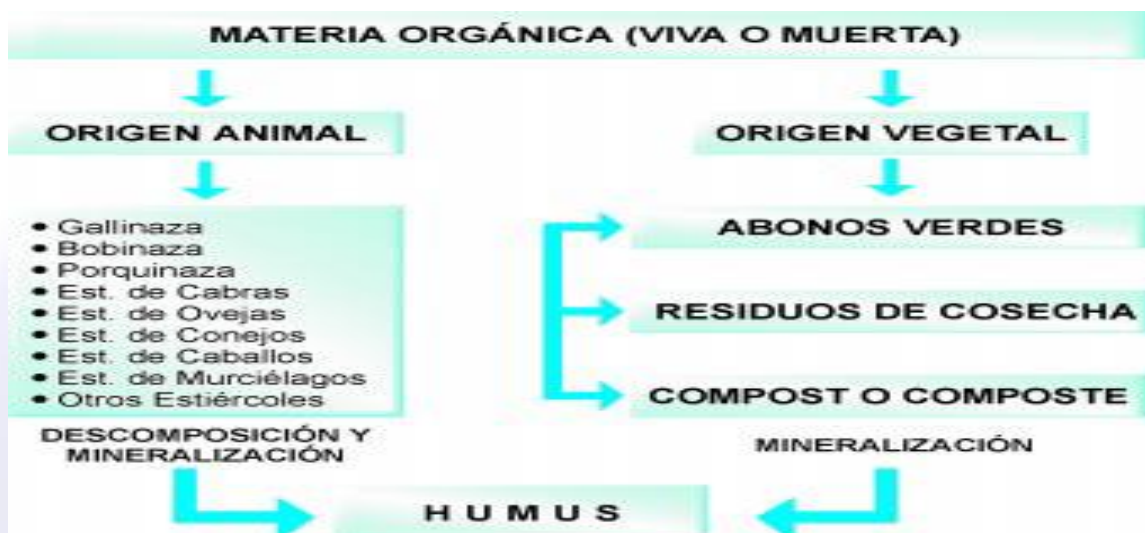 MATERIA ORGÁNICA (VIVA O MUERTA)
ORIGEN ANIMAL
• Gallinaza
• Bobinaza
• Porquinaza
• Est. de Cabras
• Est. de Ovejas
• Est. de Conejos
• Est. de Caballos
• Est. de Murciélagos
• Otros Estiércoles
DESCOMPOSICIÓN Y
MINERALIZACIÓN
ORIGEN VEGETAL
ABONOS VERDES
RESIDUOS DE COSECHA
COMPOST O COMPOSTE
MINERALIZACIÓN
HUMUS